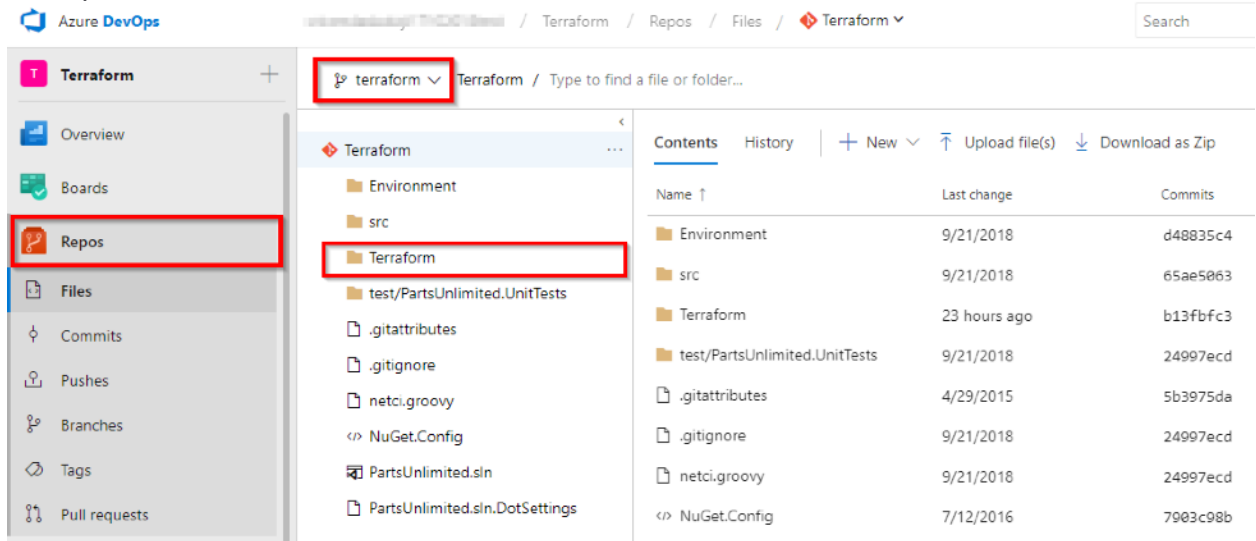 Azure DevOps
/ Terraform / Repos / Files / Terraform
Search
T Terraform
terraform Terraform / Type to find a file or folder...
Overview
Boards
Repos
Files
Commits
Pushes
Branches
Tags
Pull requests
Terraform ...
Environment
src
Terraform
test/PartsUnlimited.UnitTests
.gitattributes
.gitignore
netci.groovy
NuGet.Config
PartsUnlimited.sln
PartsUnlimited.sln.DotSettings
Contents History + New Upload file(s) Download as Zip
Name ↑ Last change Commits
Environment 9/21/2018 d48835c4
src 9/21/2018 65ae5063
Terraform 23 hours ago b13fbfc3
test/PartsUnlimited.UnitTests 9/21/2018 24997ecd
.gitattributes 4/29/2015 5b3975da
.gitignore 9/21/2018 24997ecd
netci.groovy 9/21/2018 24997ecd
NuGet.Config 7/12/2016 7903c98b